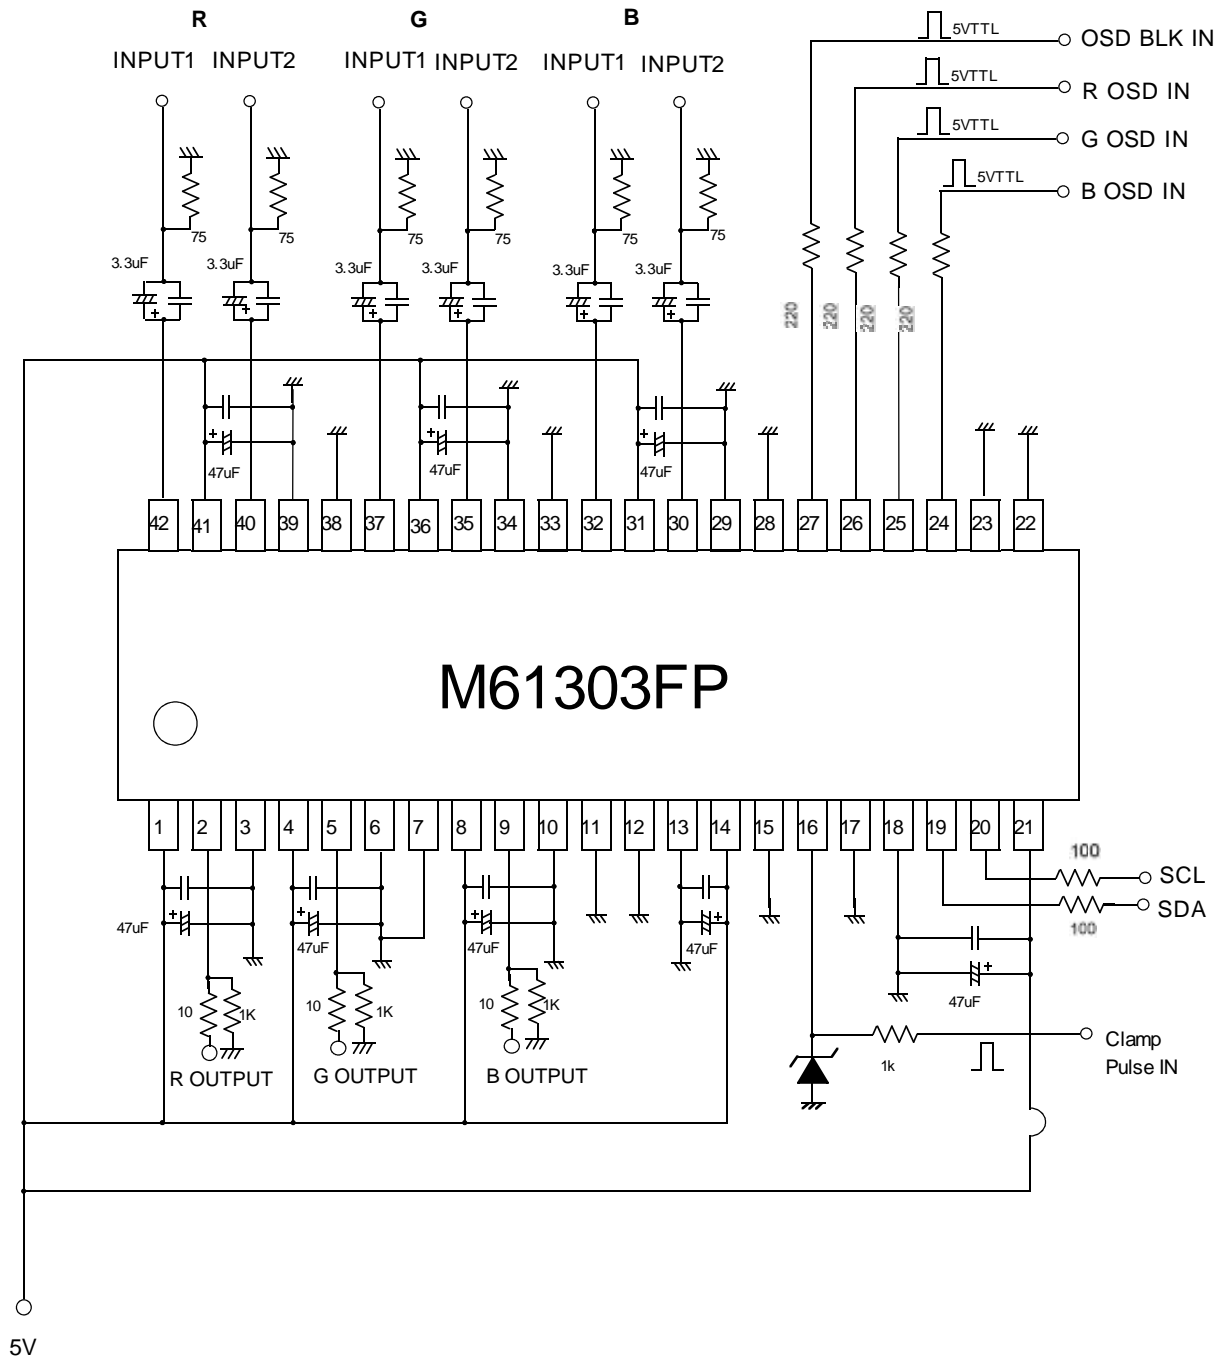 R G B
INPUT1 INPUT2 INPUT1 INPUT2 INPUT1 INPUT2
5VTTL OSD BLK IN
5VTTL R OSD IN
5VTTL G OSD IN
5VTTL B OSD IN
75 75 75 75 75 75
3.3uF 3.3uF 3.3uF 3.3uF 3.3uF 3.3uF
220 220 220 220
+ + + + + +
+ + +
47uF 47uF 47uF
42 41 40 39 38 37 36 35 34 33 32 31 30 29 28 27 26 25 24 23 22
M61303FP
1 2 3 4 5 6 7 8 9 10 11 12 13 14 15 16 17 18 19 20 21
100 SCL
SDA
100
+ + + +
47uF 47uF 47uF 47uF
+
47uF
10 1K 10 1K 10 1K
R OUTPUT G OUTPUT B OUTPUT
1k
Clamp
Pulse IN
5V